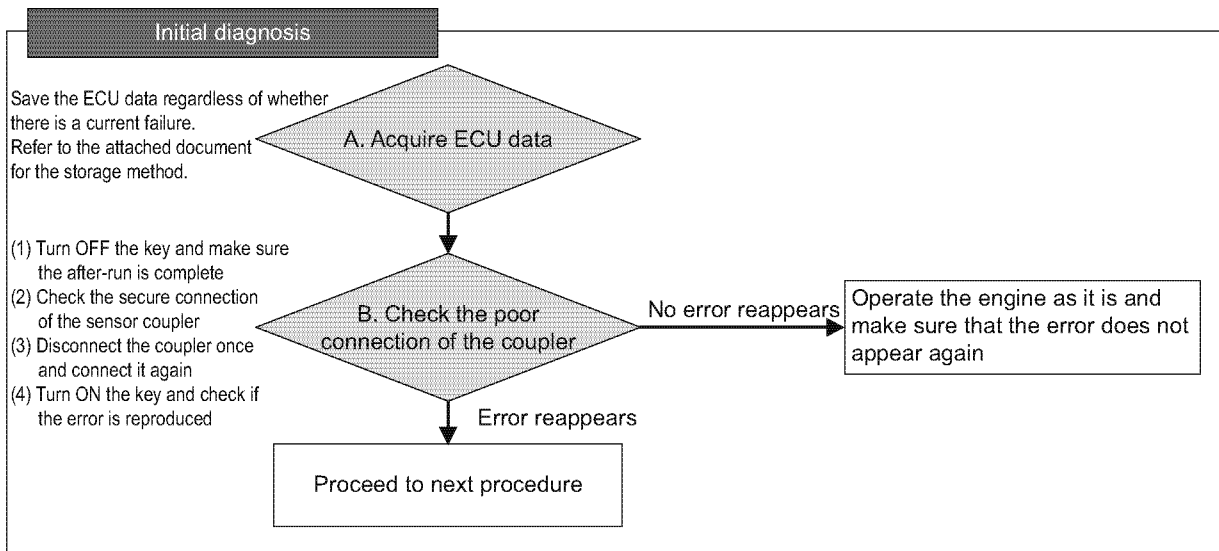 Initial diagnosis
Save the ECU data regardless of whether
there is a current failure.
Refer to the attached document
for the storage method.
A. Acquire ECU data
(1) Turn OFF the key and make sure
the after-run is complete
(2) Check the secure connection
of the sensor coupler
(3) Disconnect the coupler once
and connect it again
(4) Turn ON the key and check if
the error is reproduced
B. Check the poor
connection of the coupler
No error reappears
Operate the engine as it is and
make sure that the error does not
appear again
Error reappears
Proceed to next procedure